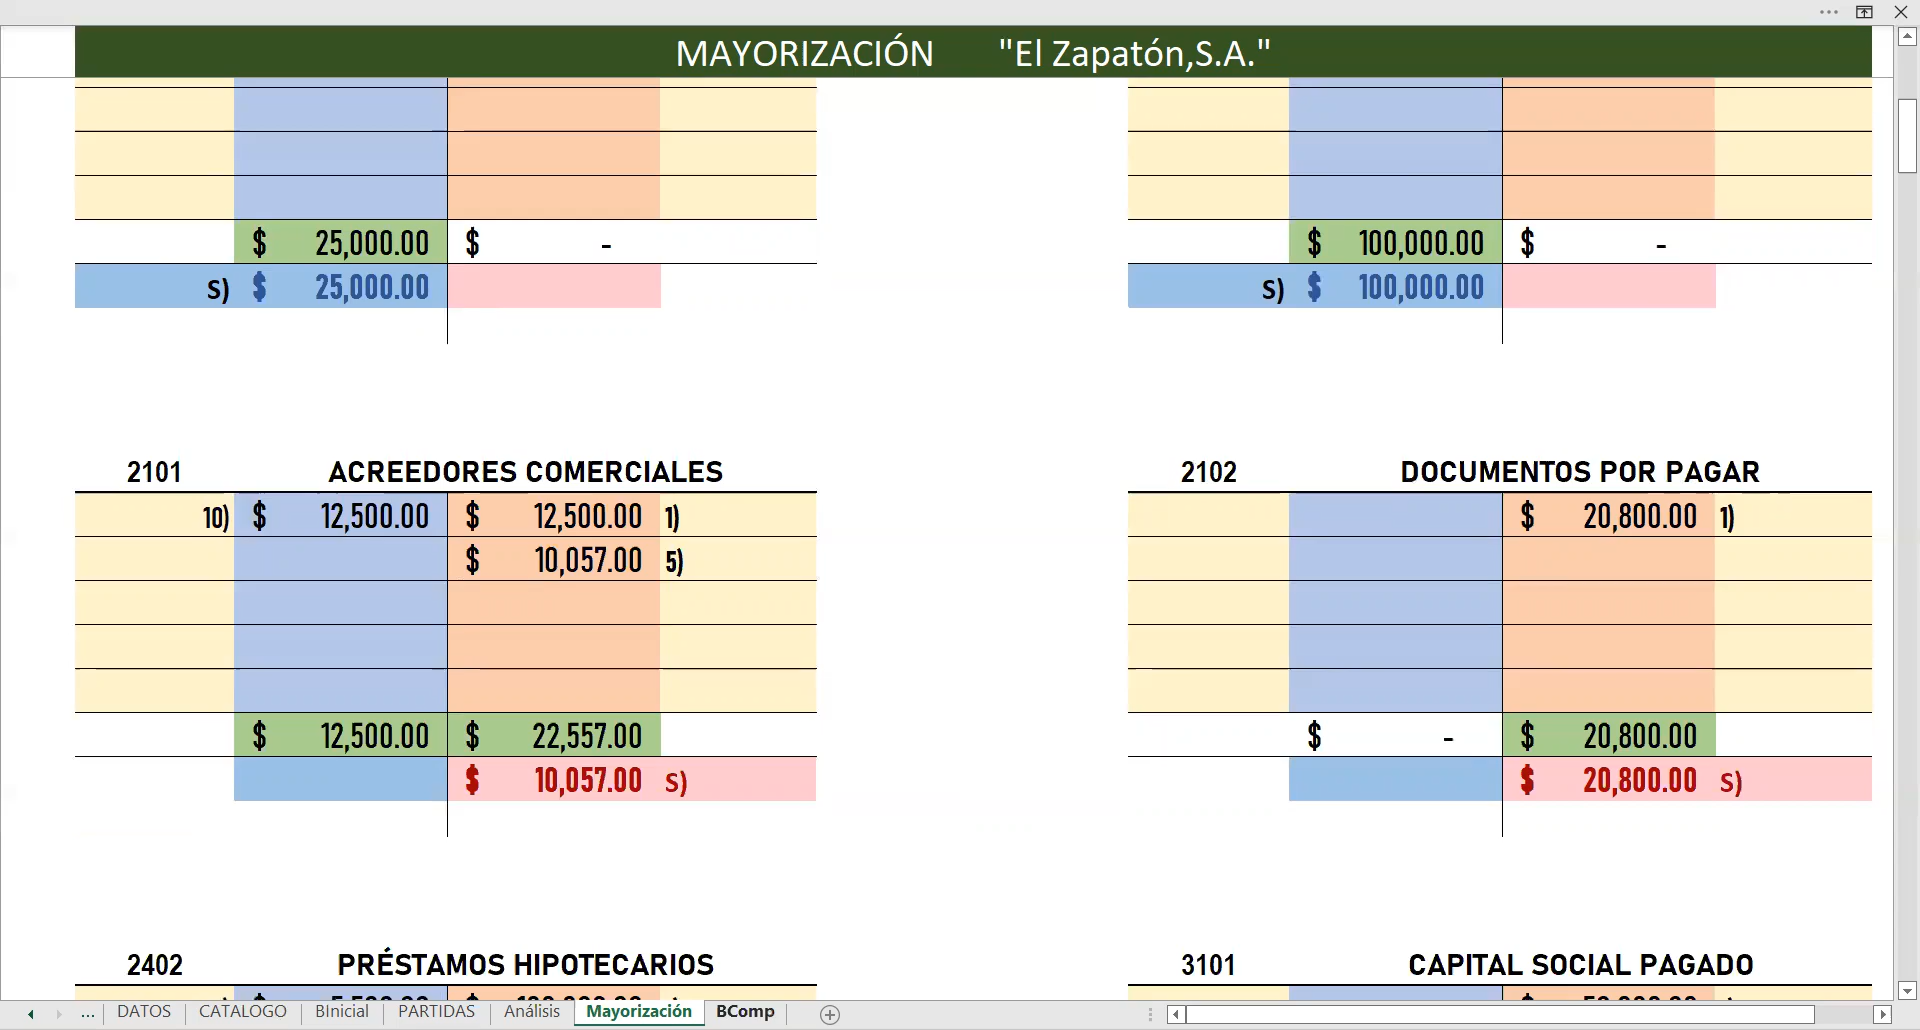 MAYORIZACIÓN "El Zapatón,S.A."
$ 25,000.00 $ -
S) $ 25,000.00
$ 100,000.00 $ -
S) $ 100,000.00
2101 ACREEDORES COMERCIALES
10) $ 12,500.00 $ 12,500.00 1)
$ 10,057.00 5)
$ 12,500.00 $ 22,557.00
$ 10,057.00 S)
2102 DOCUMENTOS POR PAGAR
$ 20,800.00 1)
$ - $ 20,800.00
$ 20,800.00 S)
2402 PRÉSTAMOS HIPOTECARIOS
3101 CAPITAL SOCIAL PAGADO
... DATOS CATALOGO BInicial PARTIDAS Análisis Mayorización BComp